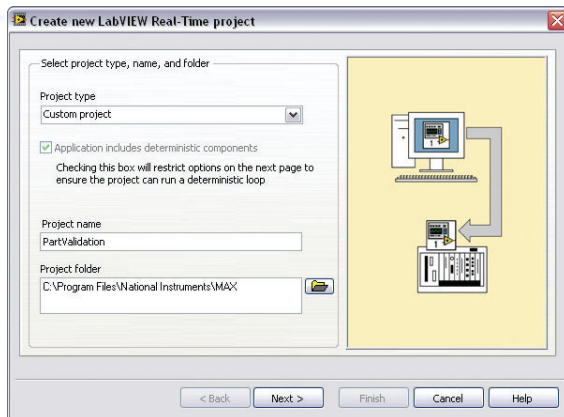 Create new LabVIEW Real-Time project
Select project type, name, and folder
Project type
Custom project
Application includes deterministic components
Checking this box will restrict options on the next page to
ensure the project can run a deterministic loop
Project name
PartValidation
Project folder
C:\Program Files\National Instruments\MAX
1
1
< Back Next > Finish Cancel Help